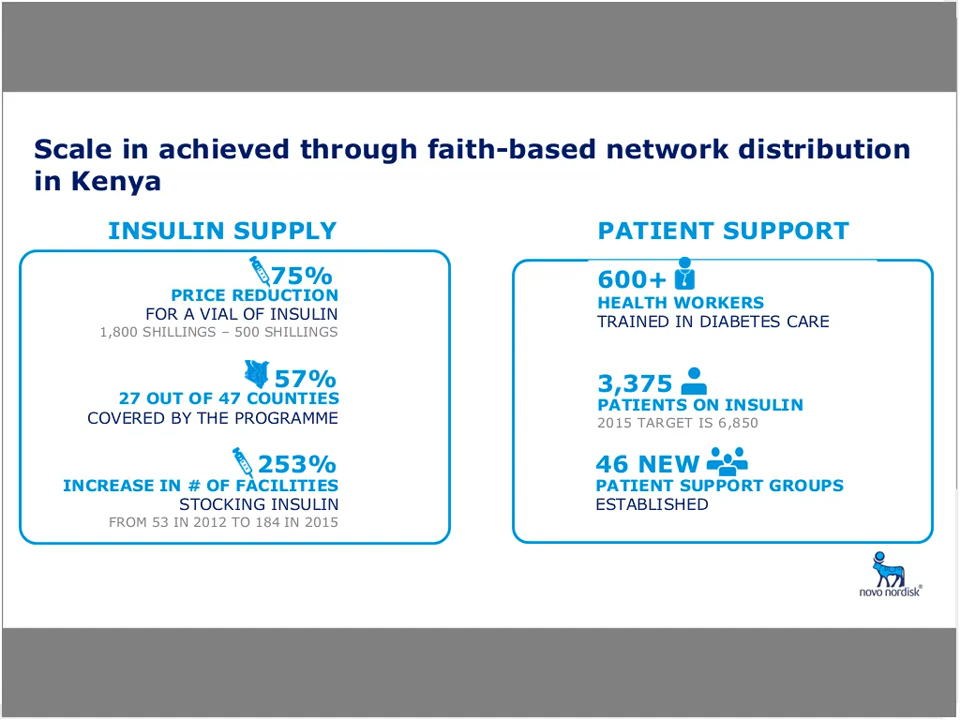 Scale in achieved through faith-based network distribution
in Kenya
INSULIN SUPPLY
75%
PRICE REDUCTION
FOR A VIAL OF INSULIN
1,800 SHILLINGS – 500 SHILLINGS
57%
27 OUT OF 47 COUNTIES
COVERED BY THE PROGRAMME
253%
INCREASE IN # OF FACILITIES
STOCKING INSULIN
FROM 53 IN 2012 TO 184 IN 2015
PATIENT SUPPORT
600+
HEALTH WORKERS
TRAINED IN DIABETES CARE
3,375
PATIENTS ON INSULIN
2015 TARGET IS 6,850
46 NEW
PATIENT SUPPORT GROUPS
ESTABLISHED
novo nordisk®